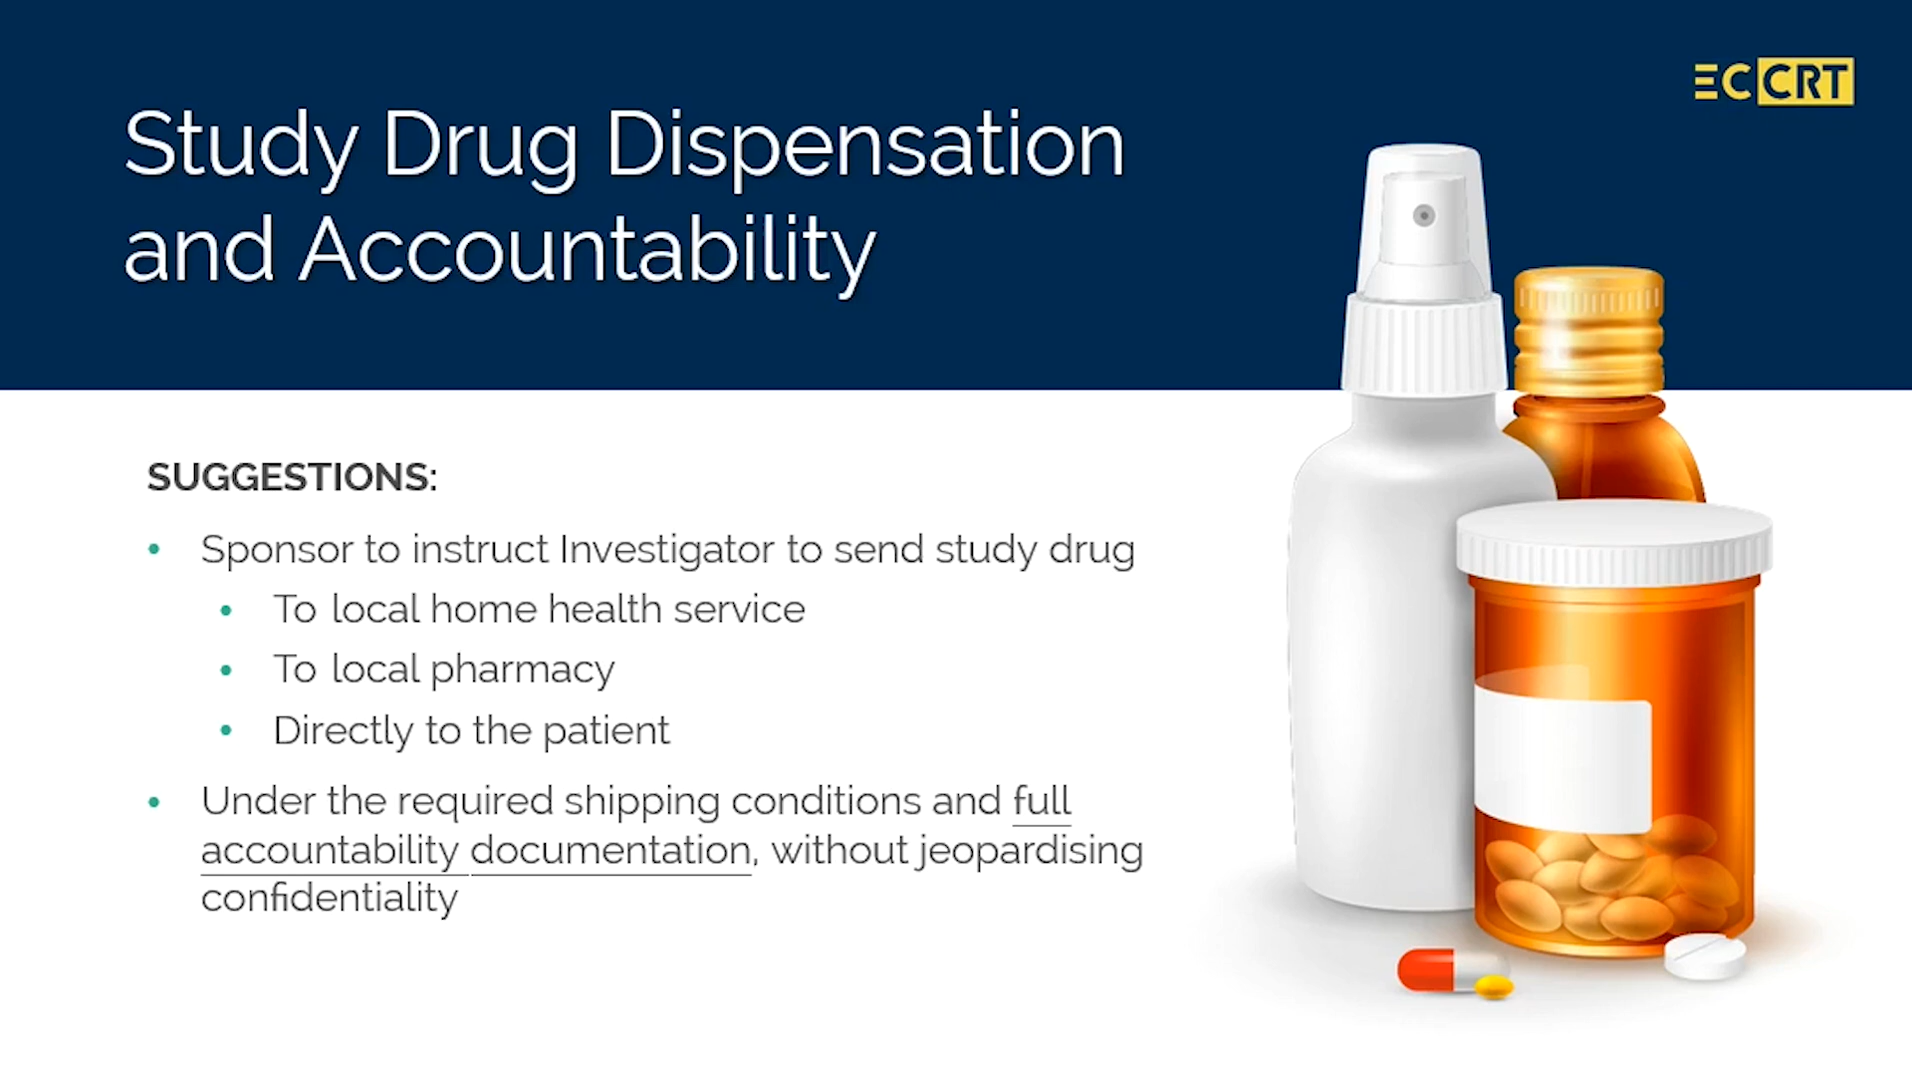 ECCRT
Study Drug Dispensation
and Accountability
SUGGESTIONS:
• Sponsor to instruct Investigator to send study drug
• To local home health service
• To local pharmacy
• Directly to the patient
• Under the required shipping conditions and full
accountability documentation, without jeopardising
confidentiality